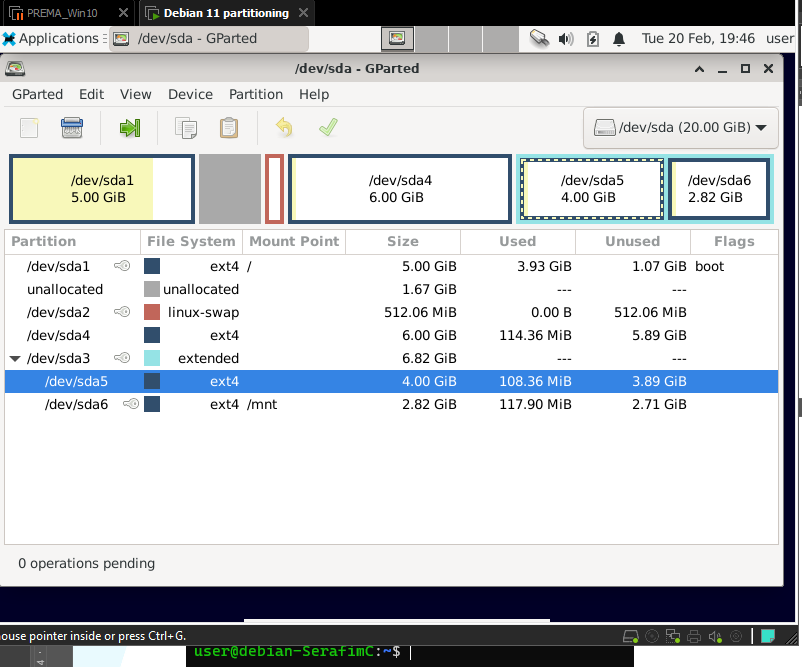 PREMA_Win10 Debian 11 partitioning
Applications /dev/sda - GParted Tue 20 Feb, 19:46 user
/dev/sda - GParted
GParted Edit View Device Partition Help
/dev/sda (20.00 GiB)
/dev/sda1 /dev/sda4 /dev/sda5 /dev/sda6
5.00 GiB 6.00 GiB 4.00 GiB 2.82 GiB
Partition File System Mount Point Size Used Unused Flags
/dev/sda1 ext4 / 5.00 GiB 3.93 GiB 1.07 GiB boot
unallocated unallocated 1.67 GiB --- ---
/dev/sda2 linux-swap 512.06 MiB 0.00 B 512.06 MiB
/dev/sda4 ext4 6.00 GiB 114.36 MiB 5.89 GiB
/dev/sda3 extended 6.82 GiB --- ---
/dev/sda5 ext4 4.00 GiB 108.36 MiB 3.89 GiB
/dev/sda6 ext4 /mnt 2.82 GiB 117.90 MiB 2.71 GiB
0 operations pending
ouse pointer inside or press Ctrl+G.
user@debian-SerafimC:~$